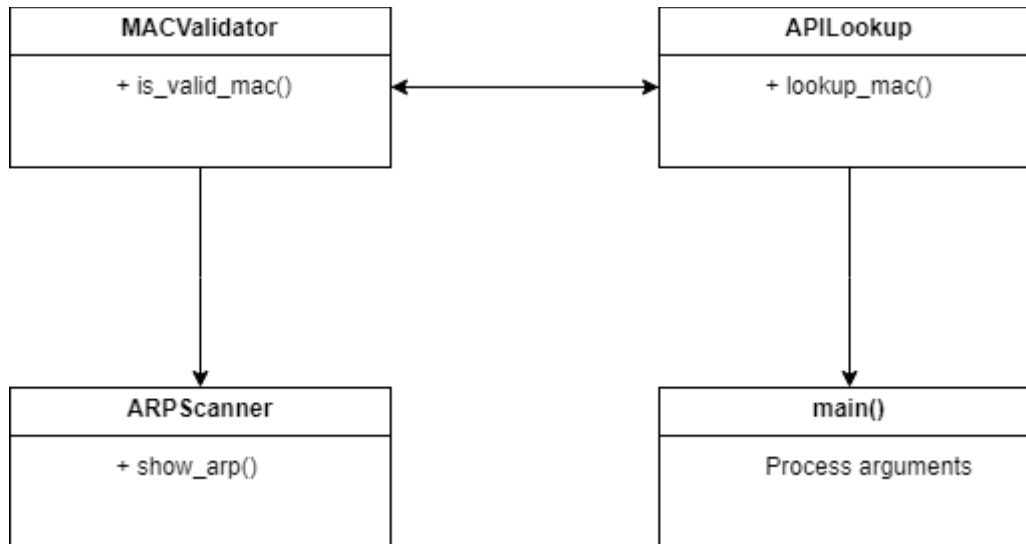 MACValidator
+ is_valid_mac()
APILookup
+ lookup_mac()
ARPScanner
+ show_arp()
main()
Process arguments